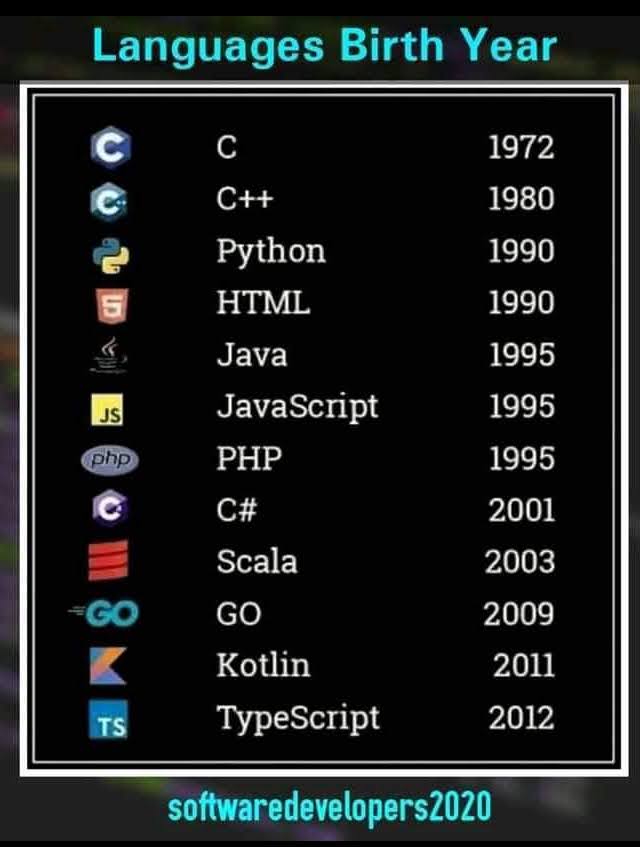 Languages Birth Year
C C 1972
C++ C++ 1980
Python 1990
5 HTML 1990
Java 1995
JS JavaScript 1995
php PHP 1995
C C# 2001
Scala 2003
GO GO 2009
Kotlin 2011
TS TypeScript 2012
softwaredevelopers2020